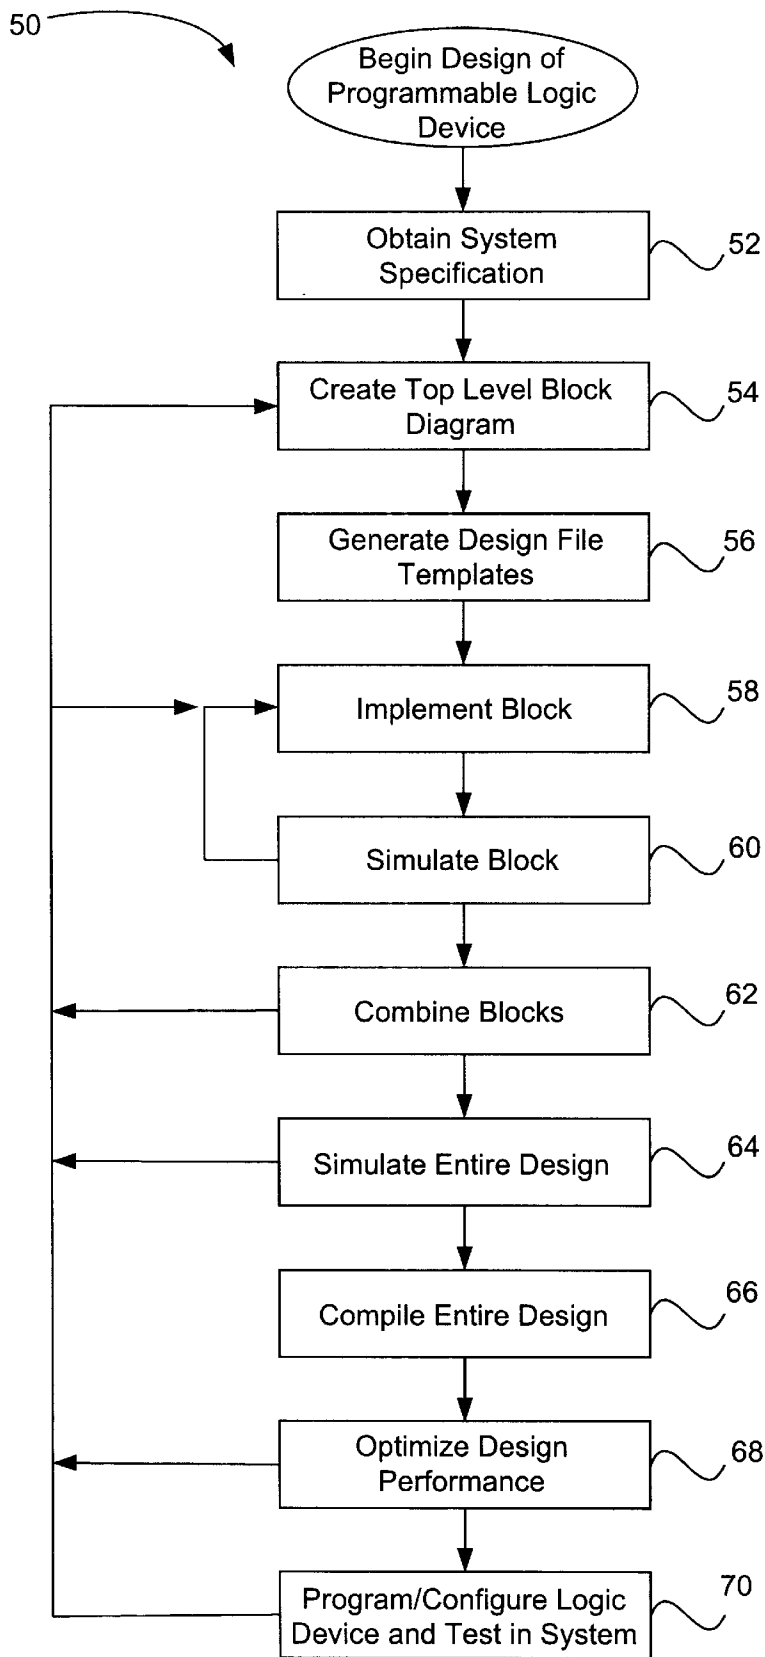 50
Begin Design of
Programmable Logic
Device
Obtain System
Specification
52
Create Top Level Block
Diagram
54
Generate Design File
Templates
56
Implement Block
58
Simulate Block
60
Combine Blocks
62
Simulate Entire Design
64
Compile Entire Design
66
Optimize Design
Performance
68
Program/Configure Logic
Device and Test in System
70